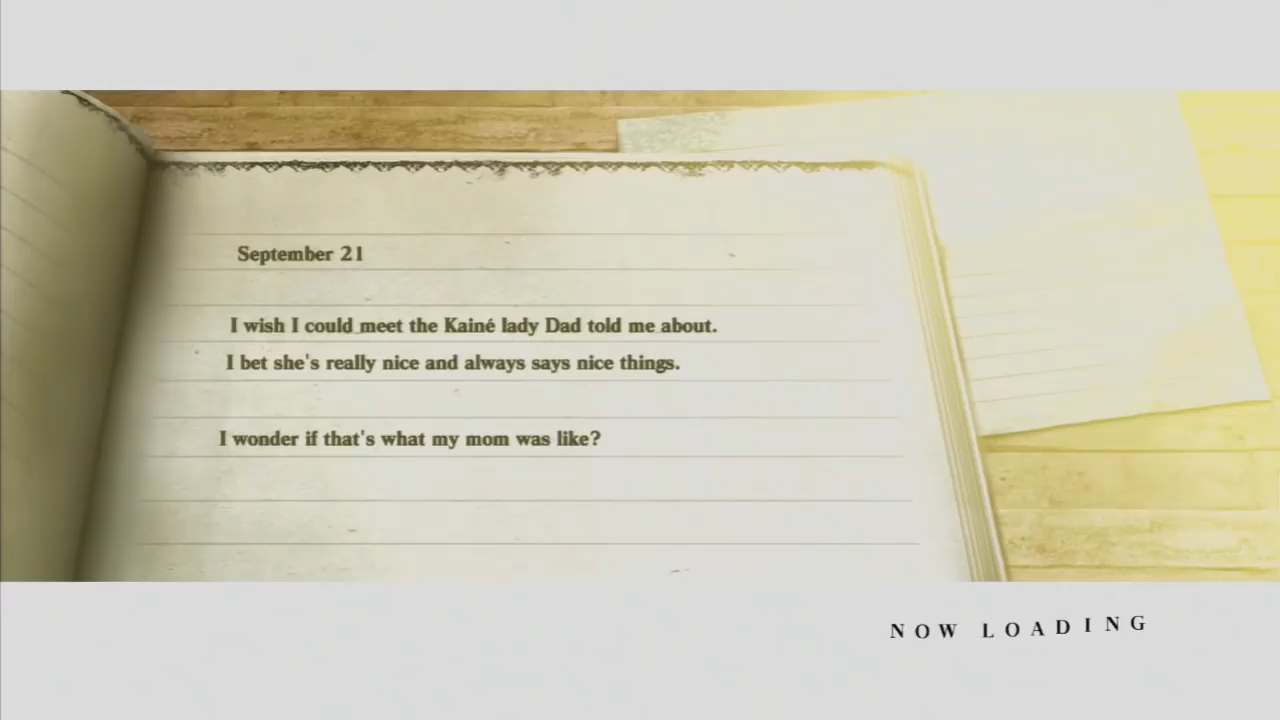 September 21
I wish I could meet the Kainé lady Dad told me about.
I bet she's really nice and always says nice things.
I wonder if that's what my mom was like?
NOW LOADING